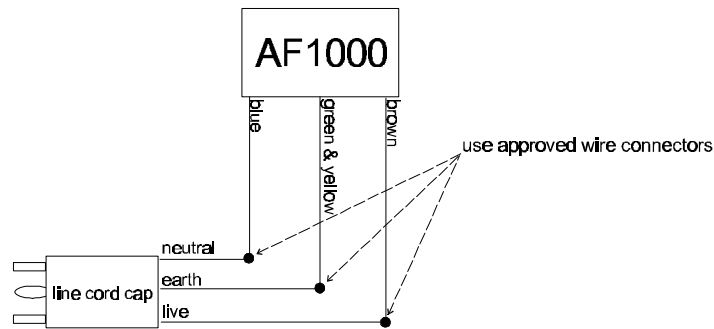 AF1000
blue
green & yellow
brown
use approved wire connectors
neutral
earth
live
line cord cap